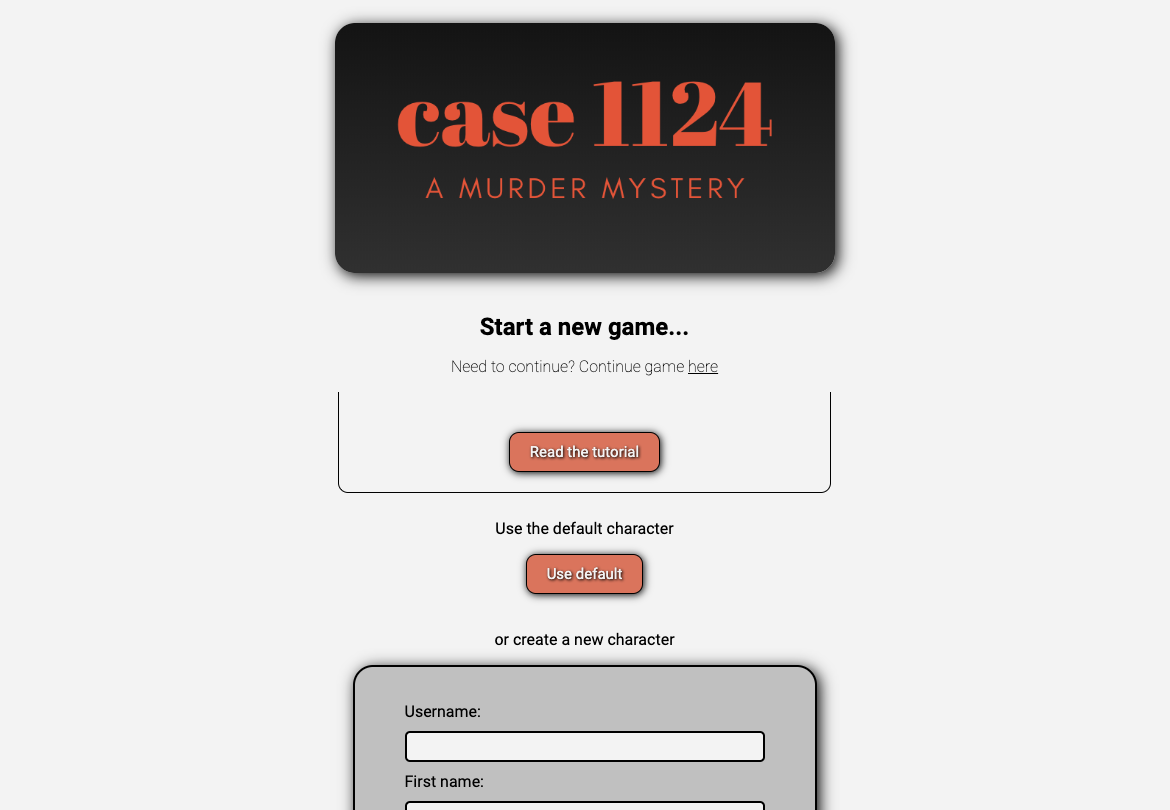 case 1124
A MURDER MYSTERY
Start a new game...
Need to continue? Continue game here
Read the tutorial
Use the default character
Use default
or create a new character
Username:
First name: